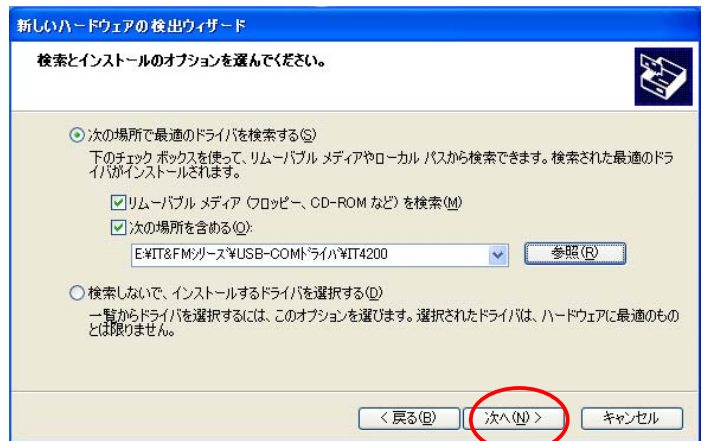 新しいハードウェアの検出ウィザード
検索とインストールのオプションを選んでください。
次の場所で最適のドライバを検索する(S)
下のチェック ボックスを使って、リムーバブル メディアやローカル パスから検索できます。検索された最適のドラ
イバがインストールされます。
リムーバブル メディア (フロッピー、CD-ROM など) を検索(M)
次の場所を含める(O):
E:¥IT&FMシリーズ¥USB-COMドライバ¥IT4200
参照(R)
検索しないで、インストールするドライバを選択する(D)
一覧からドライバを選択するには、このオプションを選びます。選択されたドライバは、ハードウェアに最適のもの
とは限りません。
< 戻る(B) 次へ(N) > キャンセル